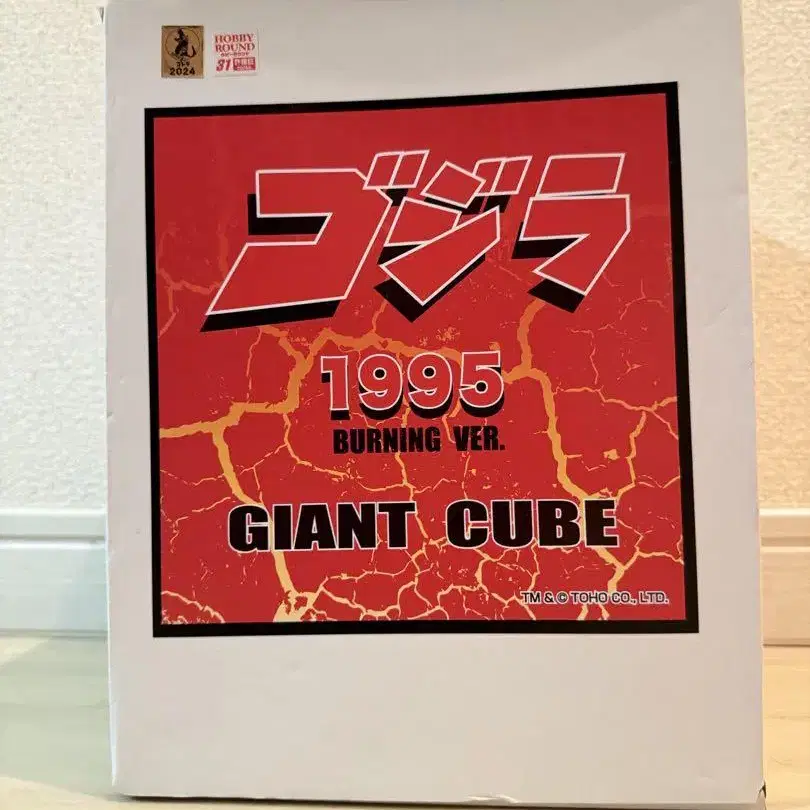 ゴジラ
2024
HOBBY
ROUND
31
ゴジラ
1995
BURNING VER.
GIANT CUBE
TM & © TOHO CO., LTD.